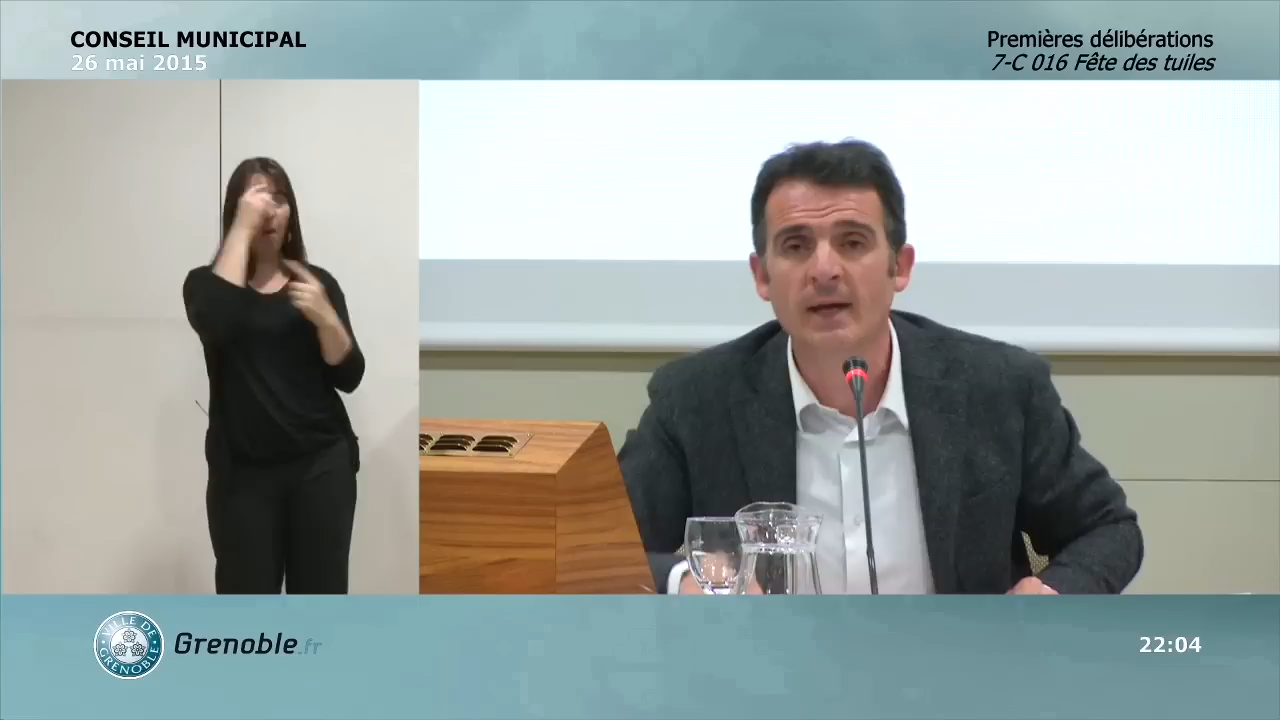 CONSEIL MUNICIPAL
26 mai 2015
Premières délibérations
7-C 016 Fête des tuiles
VILLE DE GRENOBLE
Grenoble.fr
22:04